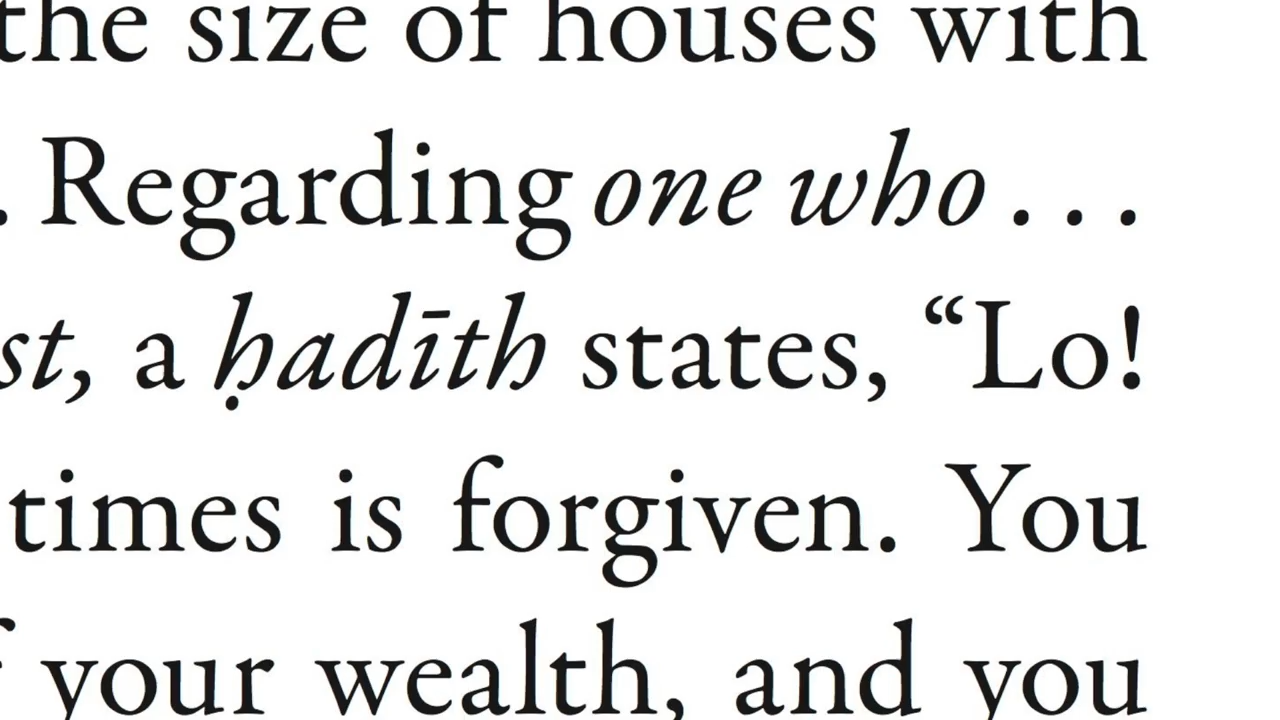 the size of houses with
. Regarding one who . . .
st, a ḥadīth states, “Lo!
times is forgiven. You
your wealth, and you